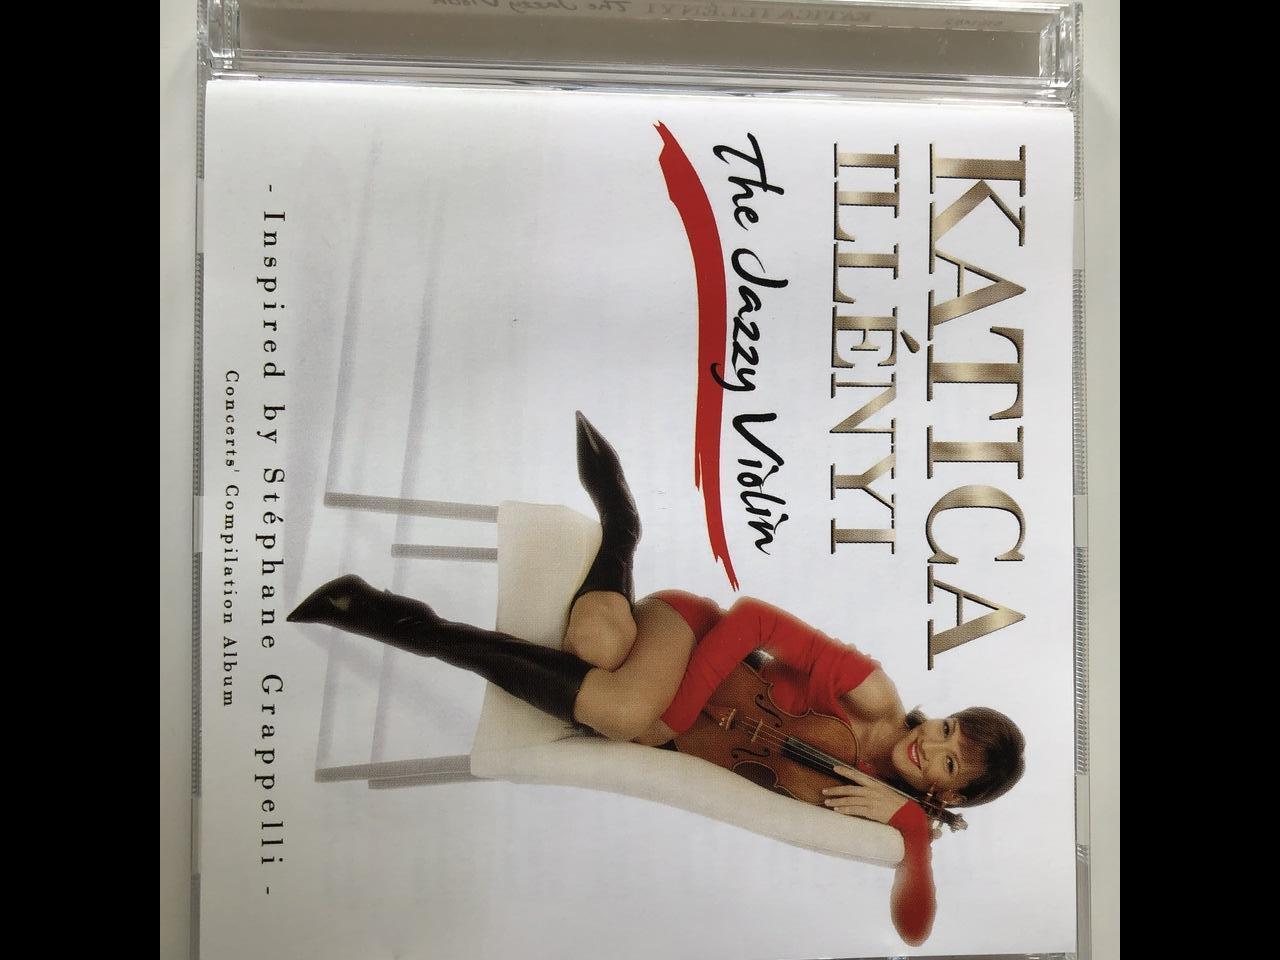 KATICA
ILLÉNYI
The Jazzy Violin
- Inspired by Stéphane Grappelli -
Concerts' Compilation Album
KATICA ILLÉNYI The Jazzy Violin